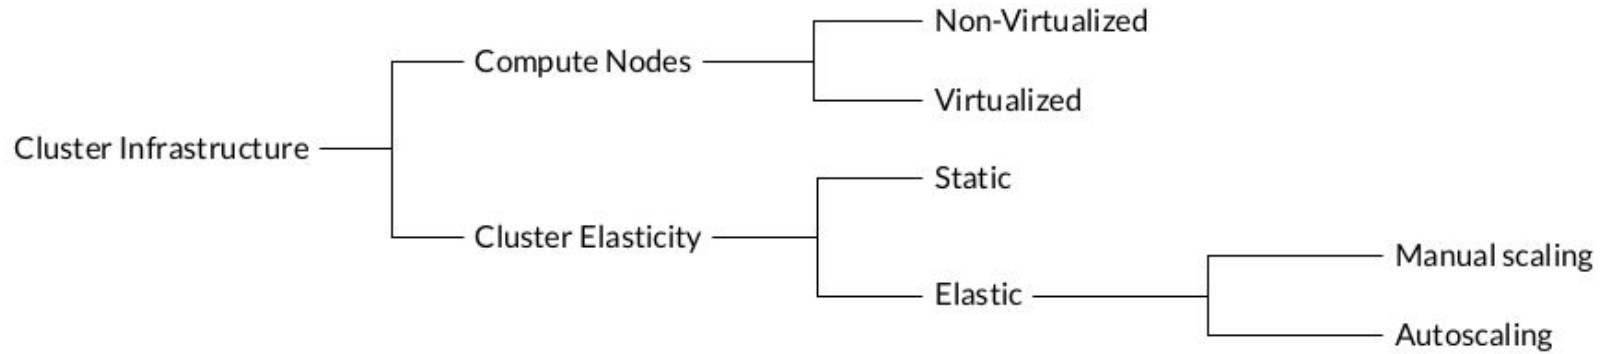 Cluster Infrastructure
Compute Nodes
Non-Virtualized
Virtualized
Cluster Elasticity
Static
Elastic
Manual scaling
Autoscaling